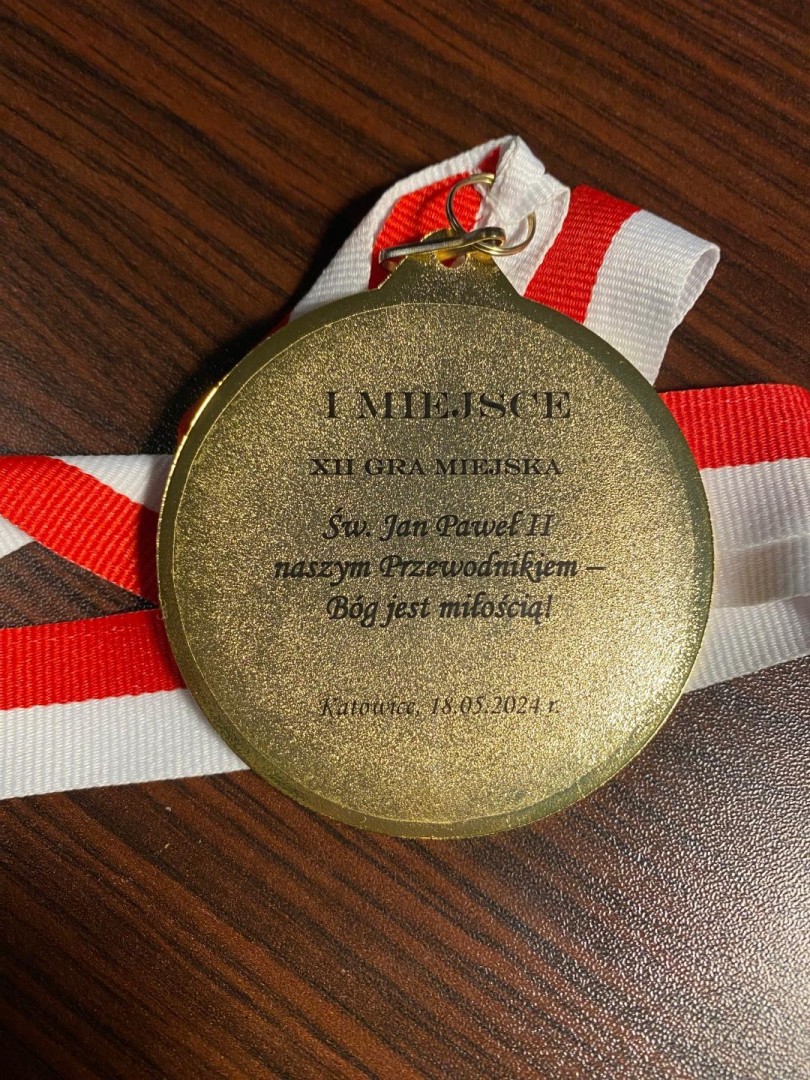 I MIEJSCE
XII GRA MIEJSKA
Św. Jan Paweł II
naszym Przewodnikiem –
Bóg jest miłością!
Katowice, 18.05.2024 r.